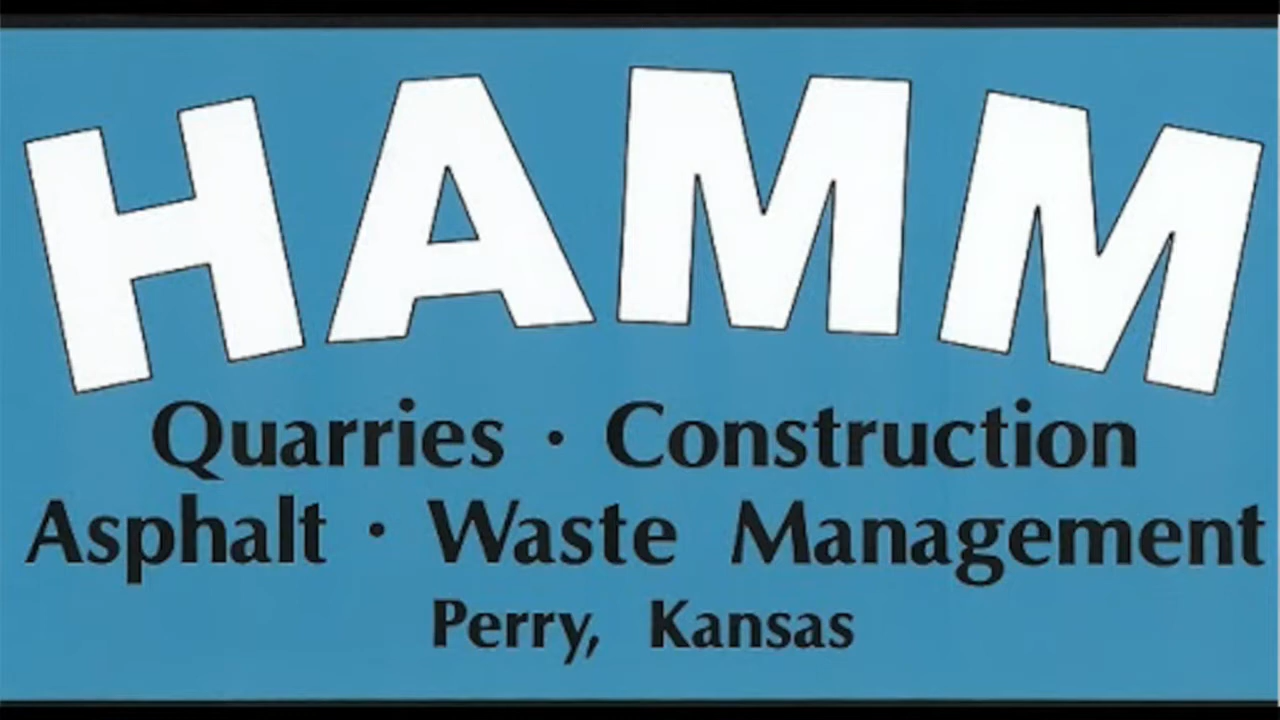 HAMM
Quarries · Construction
Asphalt · Waste Management
Perry, Kansas